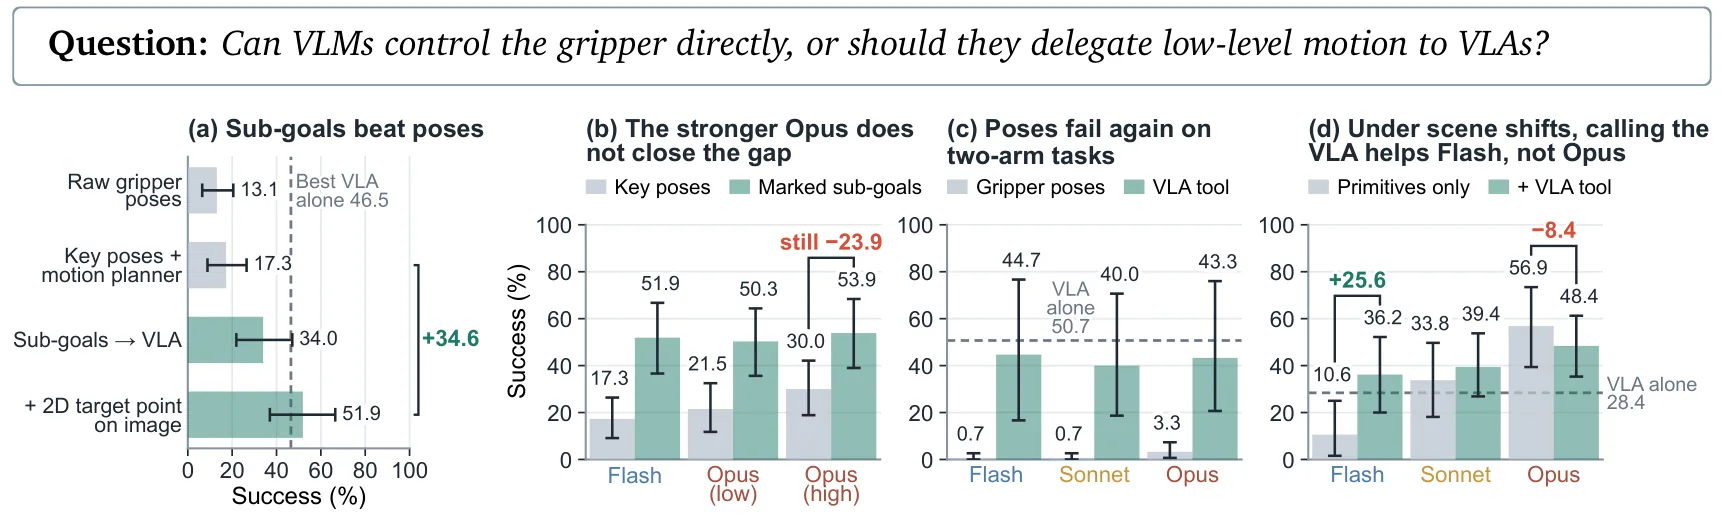 Question: Can VLMs control the gripper directly, or should they delegate low-level motion to VLAs?
(a) Sub-goals beat poses
Raw gripper
poses
13.1
Best VLA
alone 46.5
Key poses +
motion planner
17.3
Sub-goals → VLA
34.0
+34.6
+ 2D target point
on image
51.9
0 20 40 60 80 100
Success (%)
(b) The stronger Opus does
not close the gap
Key poses Marked sub-goals
Success (%)
100
80
60
40
20
0
still −23.9
17.3
51.9
21.5
50.3
30.0
53.9
Flash
Opus
(low)
Opus
(high)
(c) Poses fail again on
two-arm tasks
Gripper poses VLA tool
100
80
60
40
20
0
0.7
44.7
VLA
alone
50.7
0.7
40.0
3.3
43.3
Flash Sonnet Opus
(d) Under scene shifts, calling the
VLA helps Flash, not Opus
Primitives only + VLA tool
100
80
60
40
20
0
+25.6
−8.4
10.6
36.2
33.8
39.4
56.9
48.4
VLA alone
28.4
Flash Sonnet Opus